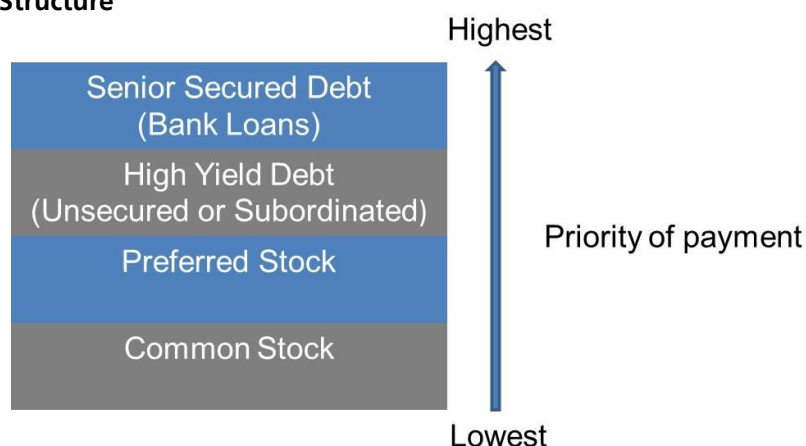 Structure
Highest
Senior Secured Debt
(Bank Loans)
High Yield Debt
(Unsecured or Subordinated)
Priority of payment
Preferred Stock
Common Stock
Lowest